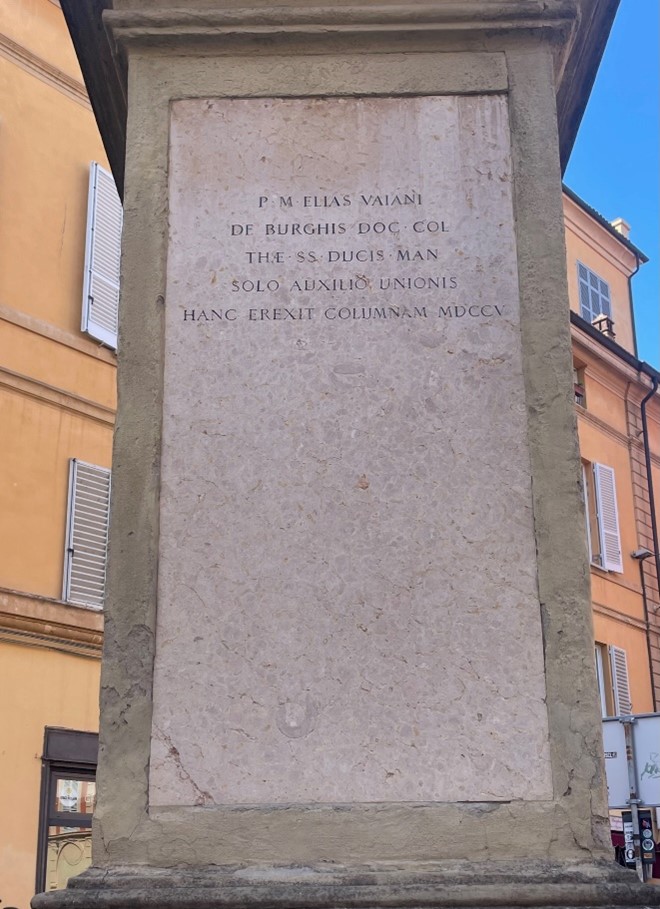 P·M·ELIAS VAIANI
DE BURGHIS DOC·COL
THÆ·SS·DUCIS·MAN
SOLO AUXILIO UNIONIS
HANC EREXIT COLUMNAM MDCCV